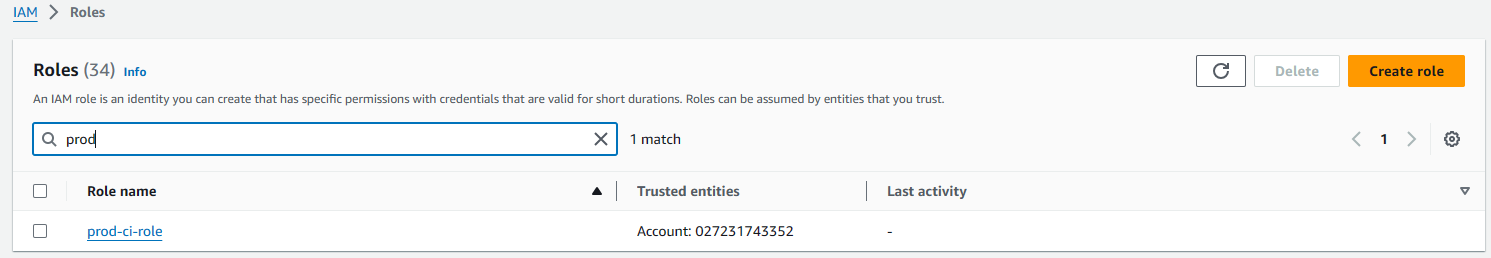 IAM > Roles
Roles (34) Info
Delete
Create role
An IAM role is an identity you can create that has specific permissions with credentials that are valid for short durations. Roles can be assumed by entities that you trust.
prod
1 match
1
Role name Trusted entities Last activity
prod-ci-role Account: 027231743352 -